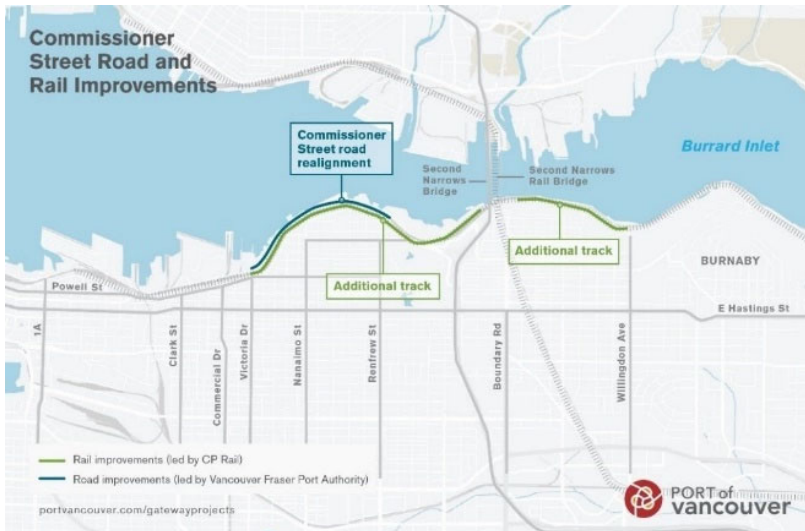 Commissioner
Street Road and
Rail Improvements
Commissioner
Street road
realignment
Burrard Inlet
Second
Narrows
Bridge
Second Narrows
Rail Bridge
Additional track
BURNABY
Powell St
Additional track
E Hastings St
1A
Clark St
Commercial Dr
Victoria Dr
Nanaimo St
Renfrew St
Boundary Rd
Willingdon Ave
Rail improvements (led by CP Rail)
Road improvements (led by Vancouver Fraser Port Authority)
portvancouver.com/gatewayprojects
PORT of
vancouver